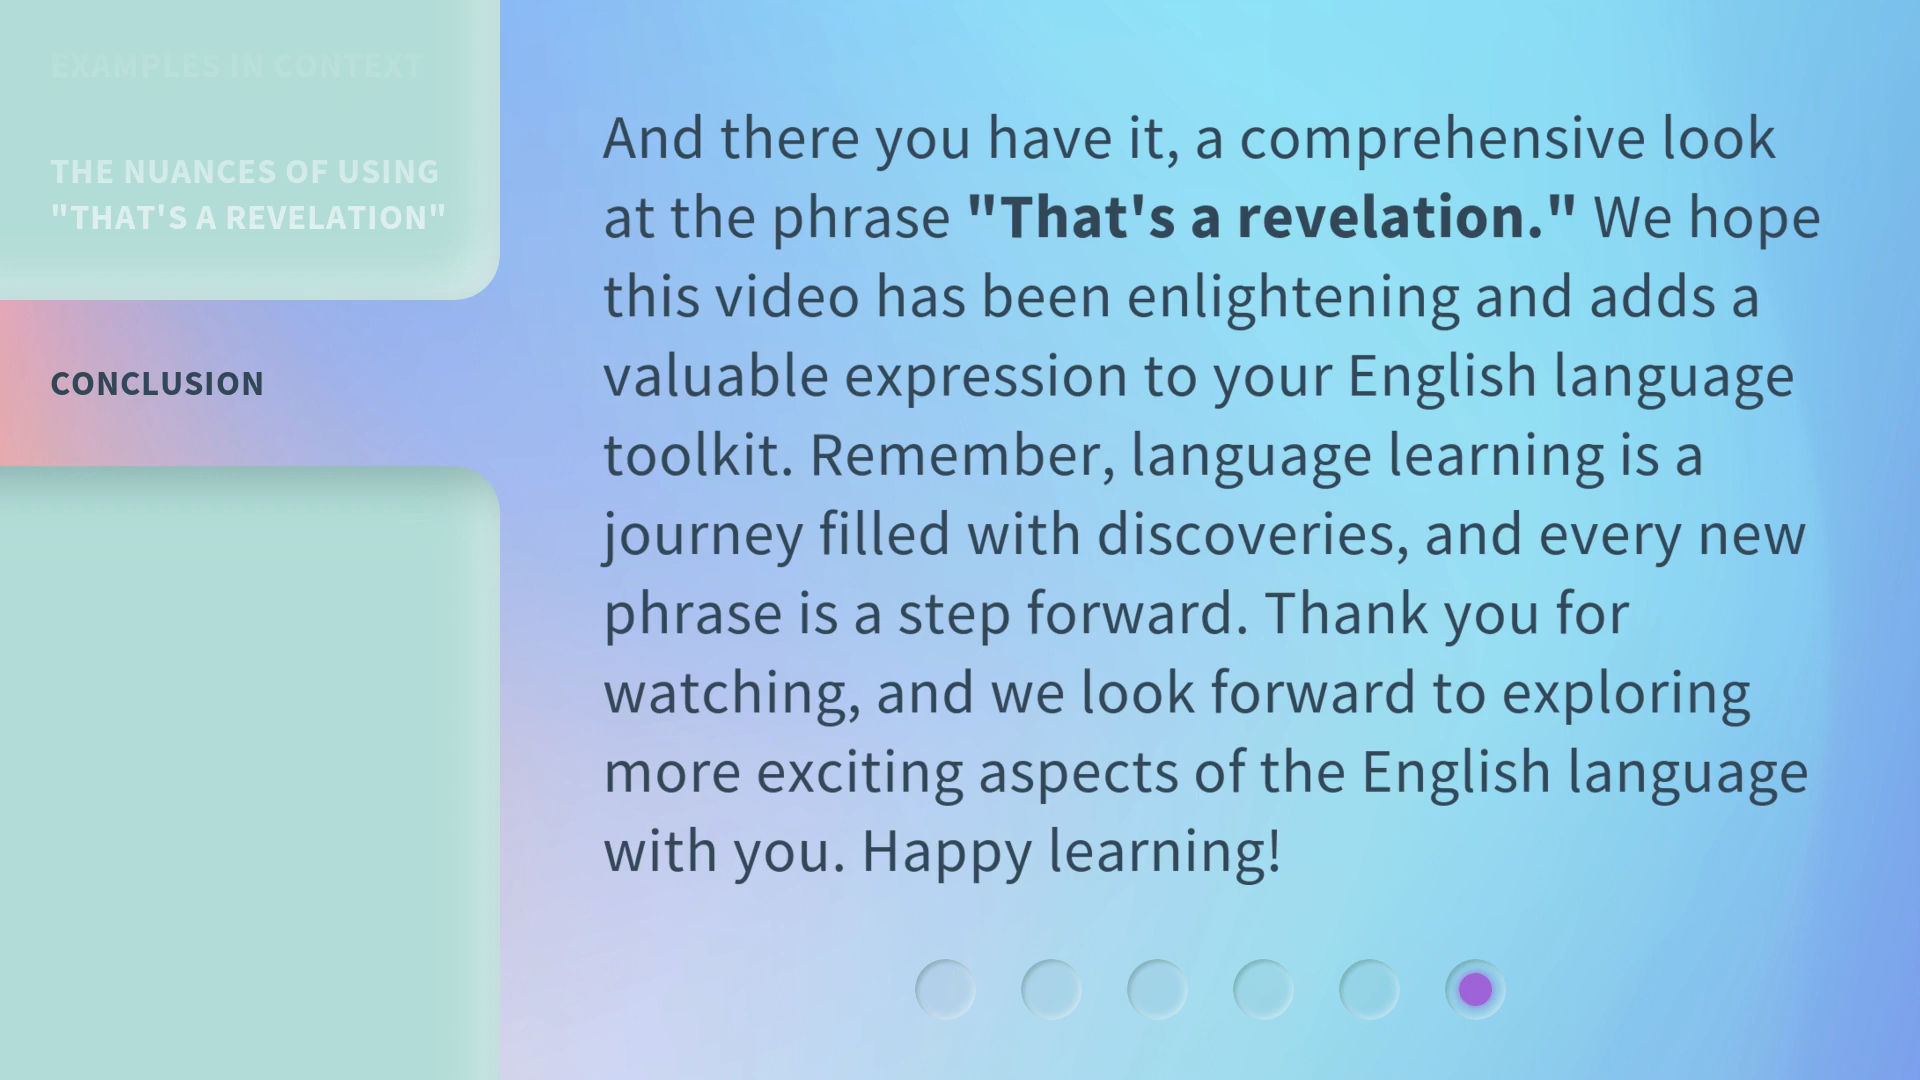 EXAMPLES IN CONTEXT
THE NUANCES OF USING
"THAT'S A REVELATION"
CONCLUSION
And there you have it, a comprehensive look
at the phrase "That's a revelation." We hope
this video has been enlightening and adds a
valuable expression to your English language
toolkit. Remember, language learning is a
journey filled with discoveries, and every new
phrase is a step forward. Thank you for
watching, and we look forward to exploring
more exciting aspects of the English language
with you. Happy learning!